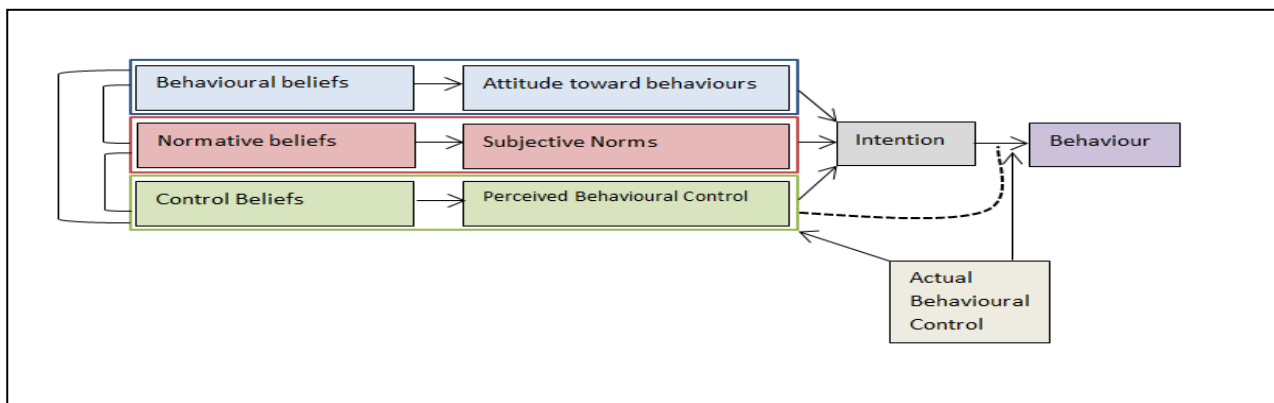 Behavioural beliefs
Attitude toward behaviours
Normative beliefs
Subjective Norms
Intention
Behaviour
Control Beliefs
Perceived Behavioural Control
Actual
Behavioural
Control